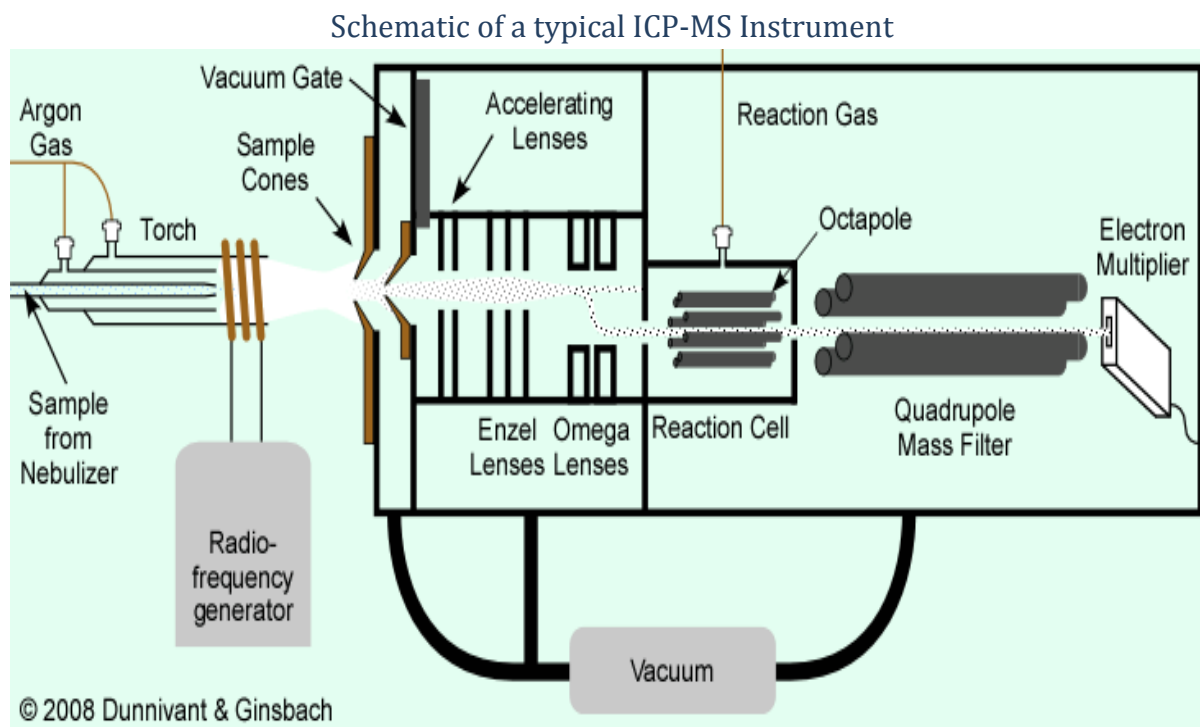 Schematic of a typical ICP-MS Instrument
Vacuum Gate
Argon
Gas
Sample
Cones
Accelerating
Lenses
Reaction Gas
Torch
Octapole
Electron
Multiplier
Sample
from
Nebulizer
Enzel
Lenses
Omega
Lenses
Reaction Cell
Quadrupole
Mass Filter
Radio-
frequency
generator
Vacuum
© 2008 Dunnivant & Ginsbach